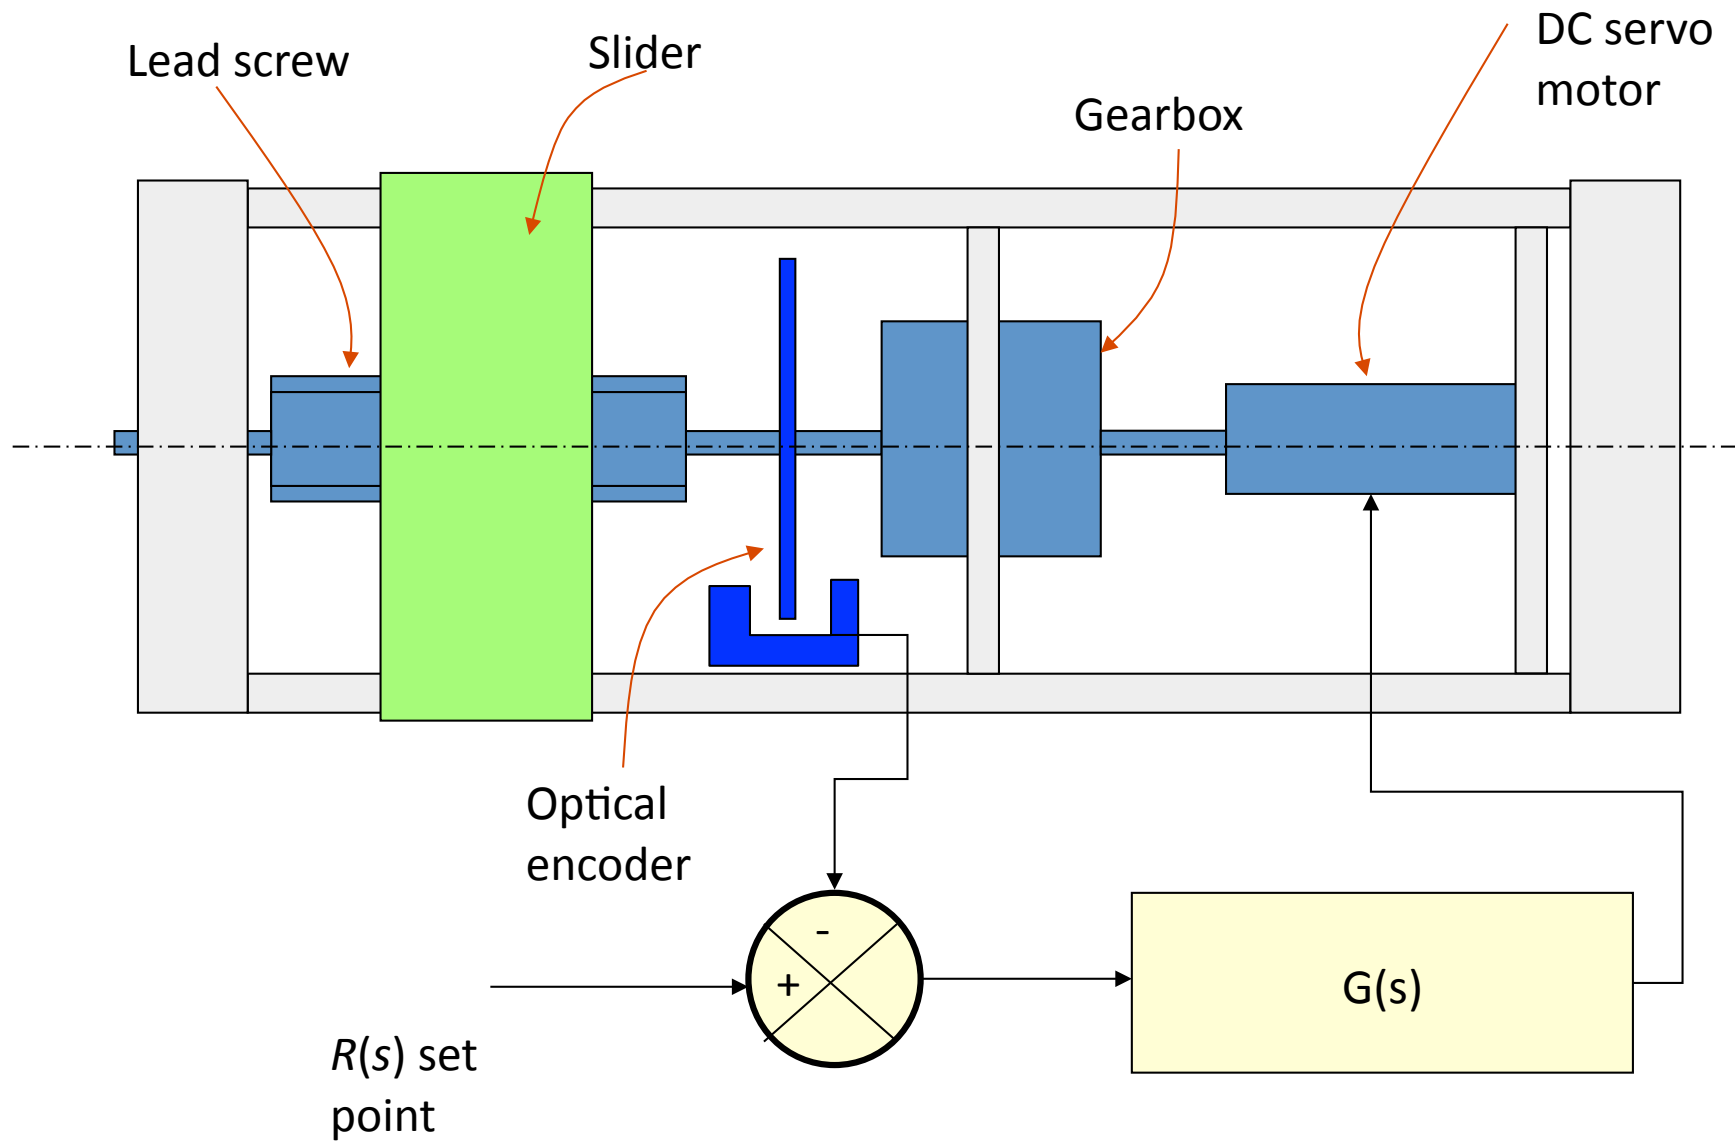 DC servo
motor
Slider
Lead screw
Gearbox
Optical
encoder
-
+
G(s)
R(s) set
point